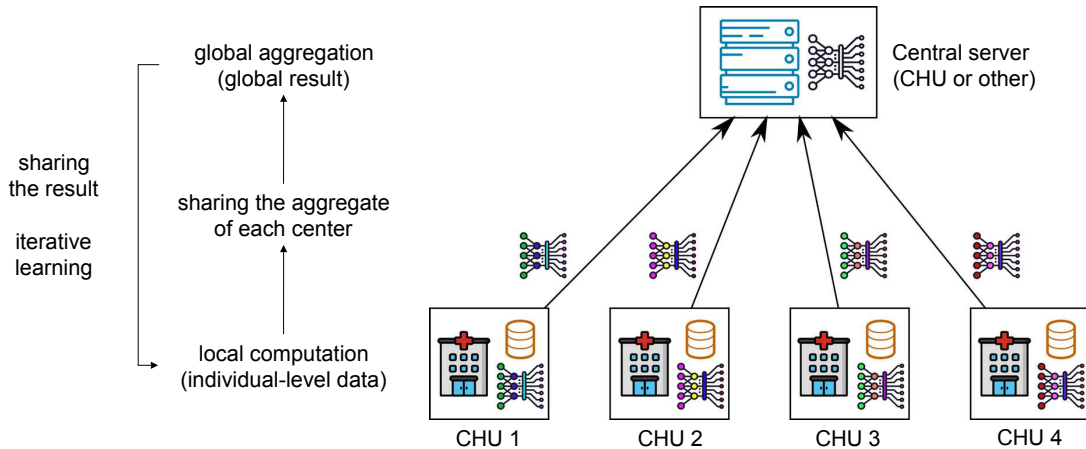 global aggregation
(global result)
sharing
the result
iterative
learning
sharing the aggregate
of each center
local computation
(individual-level data)
Central server
(CHU or other)
CHU 1
CHU 2
CHU 3
CHU 4